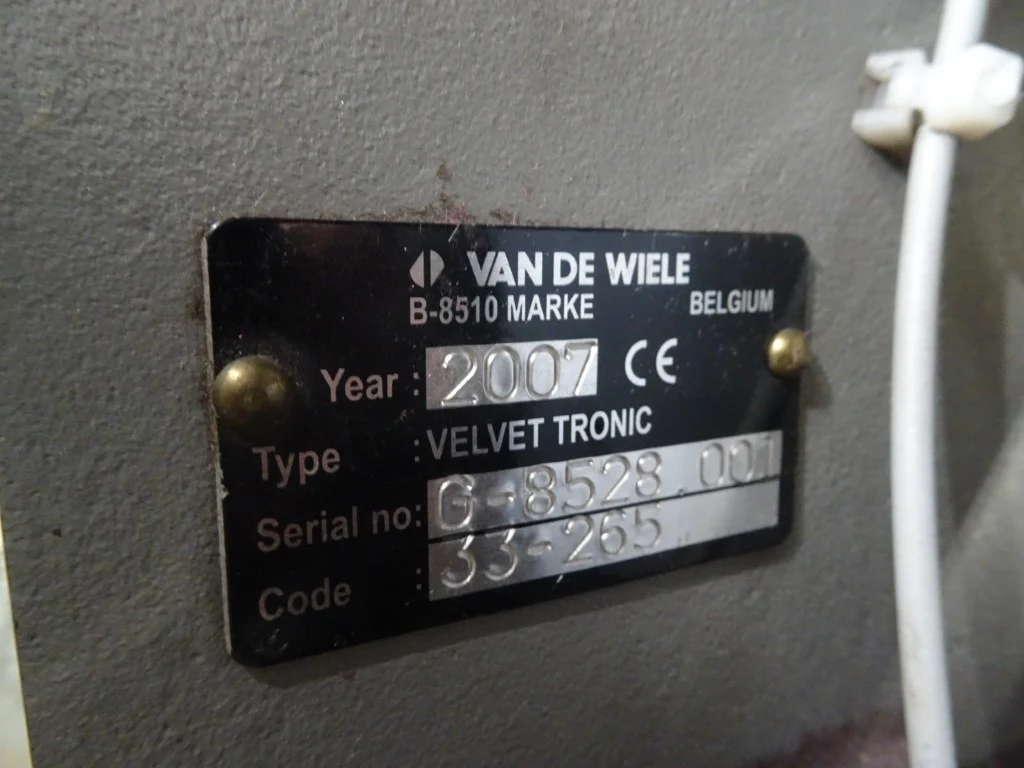 VAN DE WIELE
B-8510 MARKE BELGIUM
Year : 2007 CE
Type : VELVET TRONIC
Serial no: G-8528.001
Code : 33-265